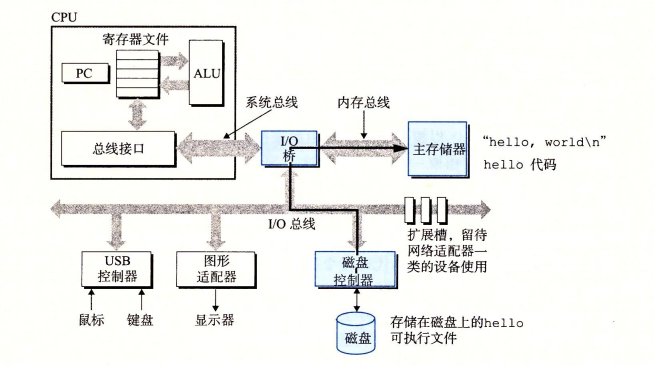 CPU
寄存器文件
PC
ALU
系统总线
内存总线
总线接口
I/O
桥
主存储器
“hello, world\n”
hello 代码
I/O 总线
扩展槽，留待
网络适配器一
类的设备使用
USB
控制器
图形
适配器
磁盘
控制器
鼠标
键盘
显示器
磁盘
存储在磁盘上的hello
可执行文件